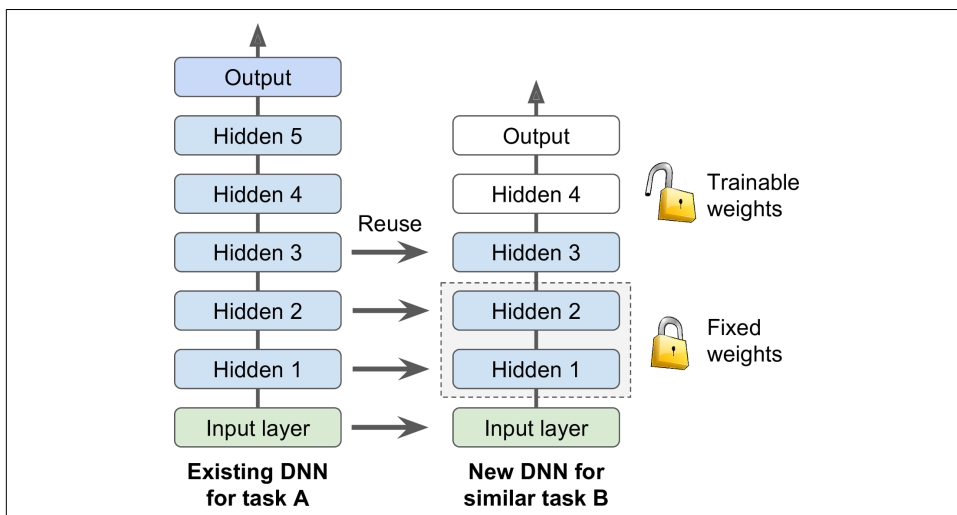 Output
Hidden 5
Hidden 4
Hidden 3
Hidden 2
Hidden 1
Input layer
Existing DNN
for task A
Reuse
Output
Hidden 4
Hidden 3
Hidden 2
Hidden 1
Input layer
New DNN for
similar task B
Trainable
weights
Fixed
weights